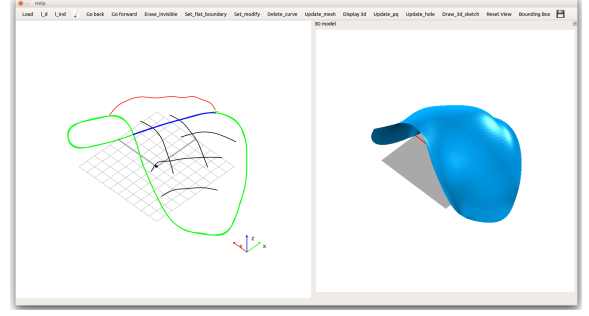 Help
Load l_d l_ind Go back Go forward Erase_invisible Set_flat_boundary Set_modify Delete_curve Update_mesh Display 3d Update_pq Update_hole Draw_3d_sketch Reset View Bounding Box
3D model
z
x